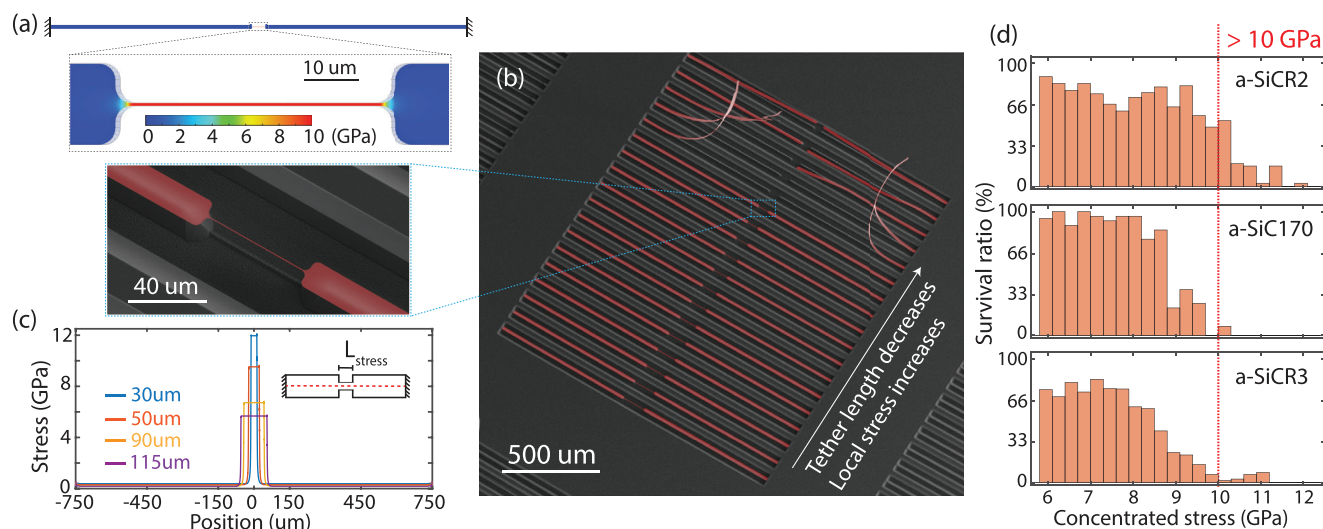 (a)
10 um
0 2 4 6 8 10 (GPa)
40 um
(b)
Tether length decreases
Local stress increases
500 um
(c)
Stress (GPa)
12
8
4
0
30um
50um
90um
115um
Lstress
-750 -450 -150 0 150 450 750
Position (um)
(d)
> 10 GPa
Survival ratio (%)
100
66
33
0
a-SiCR2
100
66
33
0
a-SiC170
100
66
33
0
a-SiCR3
6 7 8 9 10 11 12
Concentrated stress (GPa)